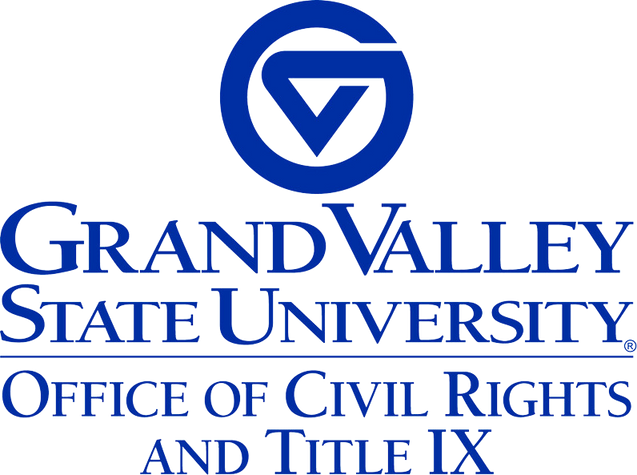 GRAND VALLEY
STATE UNIVERSITY®
OFFICE OF CIVIL RIGHTS
AND TITLE IX